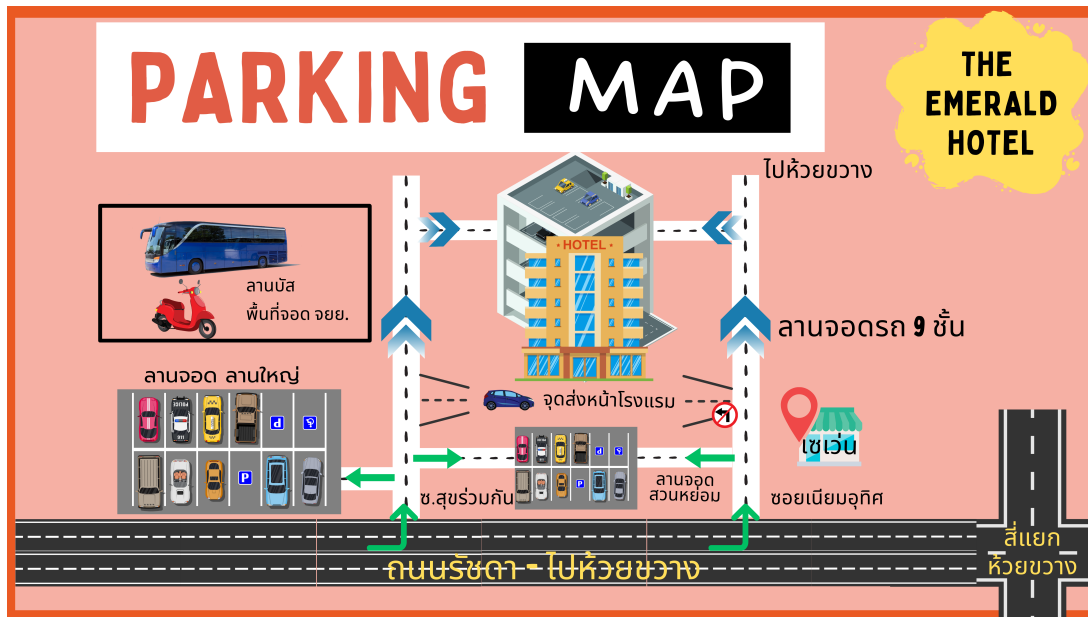 PARKING MAP
THE
EMERALD
HOTEL
ไปห้วยขวาง
HOTEL
ลานบัส
พื้นที่จอด จยย.
ลานจอดรถ 9 ชั้น
ลานจอด ลานใหญ่
จุดส่งหน้าโรงแรม
เซเว่น
ลานจอด
สวนหย่อม
ซ.สุขร่วมกัน
ซอยเนียมอุทิศ
สี่แยก
ห้วยขวาง
ถนนรัชดา - ไปห้วยขวาง